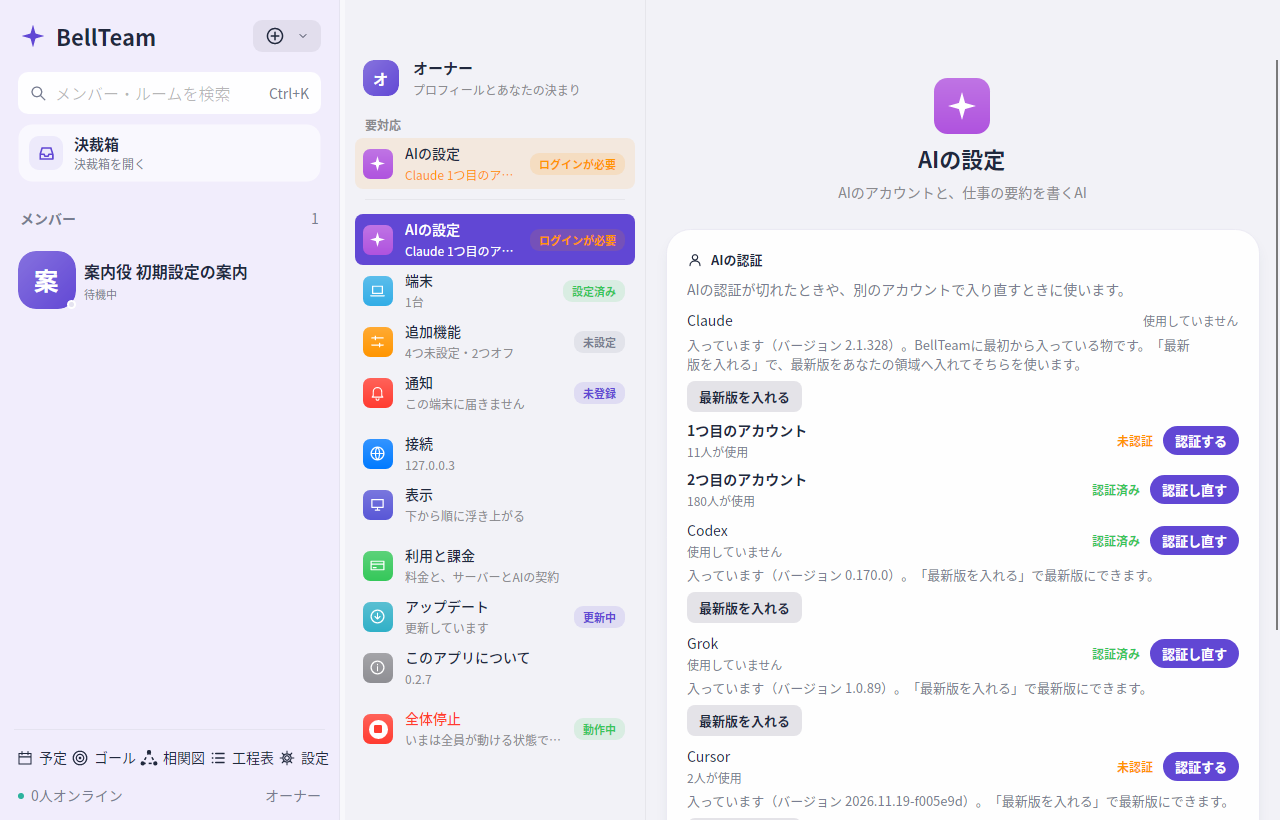 BellTeam
メンバー・ルームを検索
Ctrl+K
決裁箱
決裁箱を開く
メンバー
1
案
案内役 初期設定の案内
待機中
予定
ゴール
相関図
工程表
設定
0人オンライン
オーナー
オ
オーナー
プロフィールとあなたの決まり
要対応
AIの設定
Claude 1つ目のア…
ログインが必要
AIの設定
Claude 1つ目のア…
ログインが必要
端末
1台
設定済み
追加機能
4つ未設定・2つオフ
未設定
通知
この端末に届きません
未登録
接続
127.0.0.3
表示
下から順に浮き上がる
利用と課金
料金と、サーバーとAIの契約
アップデート
更新しています
更新中
このアプリについて
0.2.7
全体停止
いまは全員が動ける状態で…
動作中
AIの設定
AIのアカウントと、仕事の要約を書くAI
AIの認証
AIの認証が切れたときや、別のアカウントで入り直すときに使います。
Claude
使用していません
入っています（バージョン 2.1.328）。BellTeamに最初から入っている物です。「最新
版を入れる」で、最新版をあなたの領域へ入れてそちらを使います。
最新版を入れる
1つ目のアカウント
11人が使用
未認証
認証する
2つ目のアカウント
180人が使用
認証済み
認証し直す
Codex
使用していません
認証済み
認証し直す
入っています（バージョン 0.170.0）。「最新版を入れる」で最新版にできます。
最新版を入れる
Grok
使用していません
認証済み
認証し直す
入っています（バージョン 1.0.89）。「最新版を入れる」で最新版にできます。
最新版を入れる
Cursor
2人が使用
未認証
認証する
入っています（バージョン 2026.11.19-f005e9d）。「最新版を入れる」で最新版にできます。